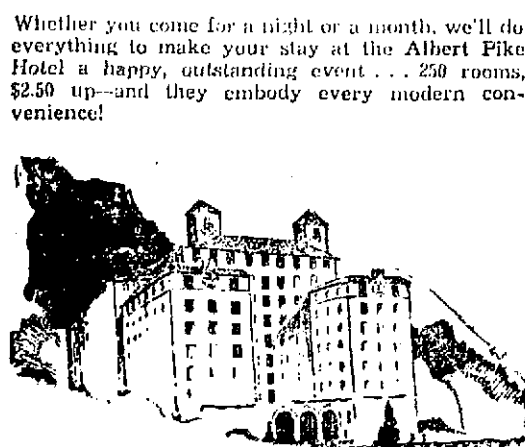 Whether you come for a night or a month, we'll do
everything to make your stay at the Albert Pike
Hotel a happy, outstanding event . . . 250 rooms,
$2.50 up--and they embody every modern con-
venience!